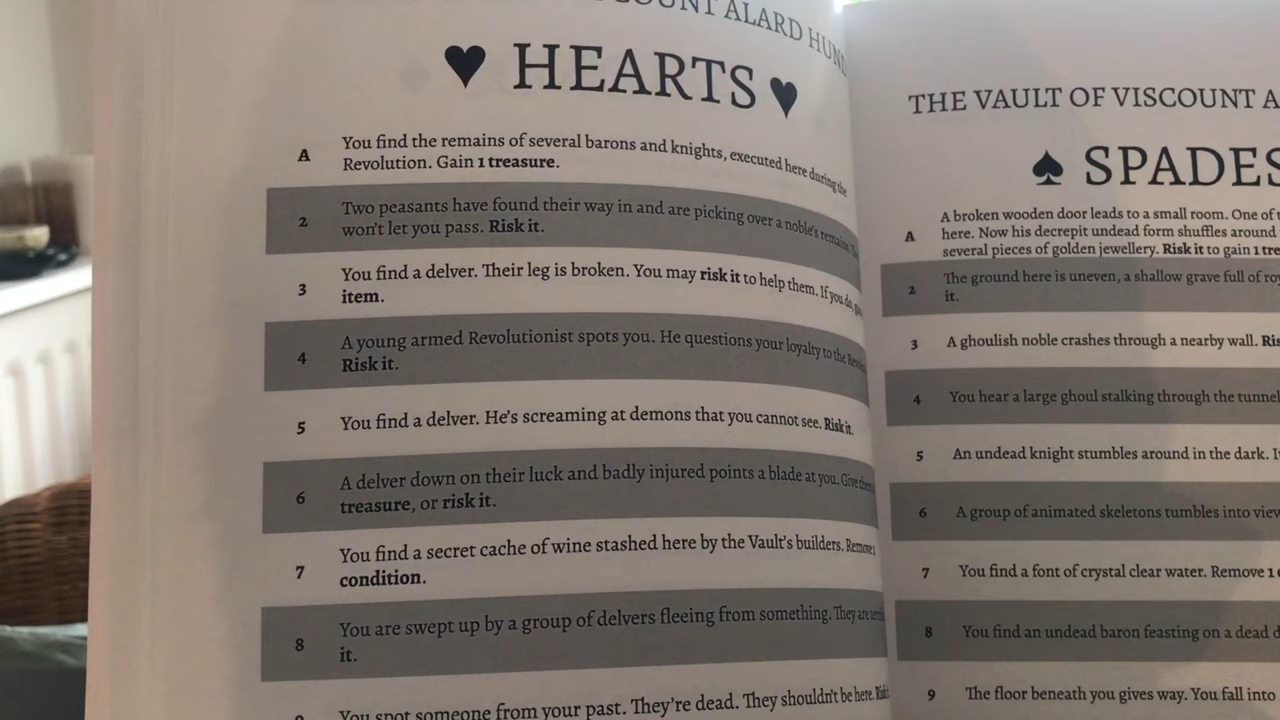 COUNT ALARD HUND
♥ HEARTS ♥
A You find the remains of several barons and knights, executed here during the
Revolution. Gain 1 treasure.
2 Two peasants have found their way in and are picking over a noble's remains.
won't let you pass. Risk it.
3 You find a delver. Their leg is broken. You may risk it to help them. If you do,
item.
4 A young armed Revolutionist spots you. He questions your loyalty to the
Risk it.
5 You find a delver. He's screaming at demons that you cannot see. Risk it.
6 A delver down on their luck and badly injured points a blade at you. Give
treasure, or risk it.
7 You find a secret cache of wine stashed here by the Vault's builders. Remove 1
condition.
8 You are swept up by a group of delvers fleeing from something. They are
it.
You spot someone from your past. They're dead. They shouldn't be here.
THE VAULT OF VISCOUNT A
♠ SPADES
A A broken wooden door leads to a small room. One of
here. Now his decrepit undead form shuffles around
several pieces of golden jewellery. Risk it to gain 1 tre
2 The ground here is uneven, a shallow grave full of ro
it.
3 A ghoulish noble crashes through a nearby wall. Ris
4 You hear a large ghoul stalking through the tunnel
5 An undead knight stumbles around in the dark.
6 A group of animated skeletons tumbles into view
7 You find a font of crystal clear water. Remove 1
8 You find an undead baron feasting on a dead d
9 The floor beneath you gives way. You fall into